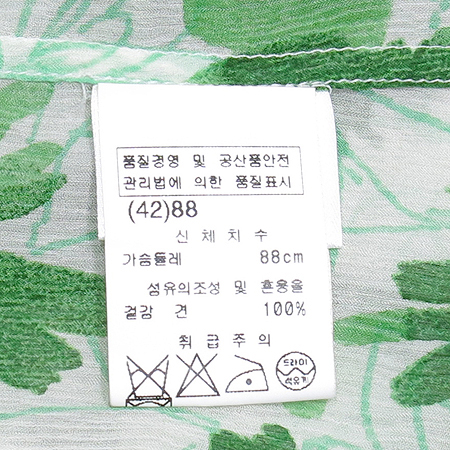 품질경영 및 공산품안전
관리법에 의한 품질표시
(42)88
신체치수
가슴둘레 88cm
섬유의조성 및 혼용율
겉감 견 100%
취급주의
드라이
석유계